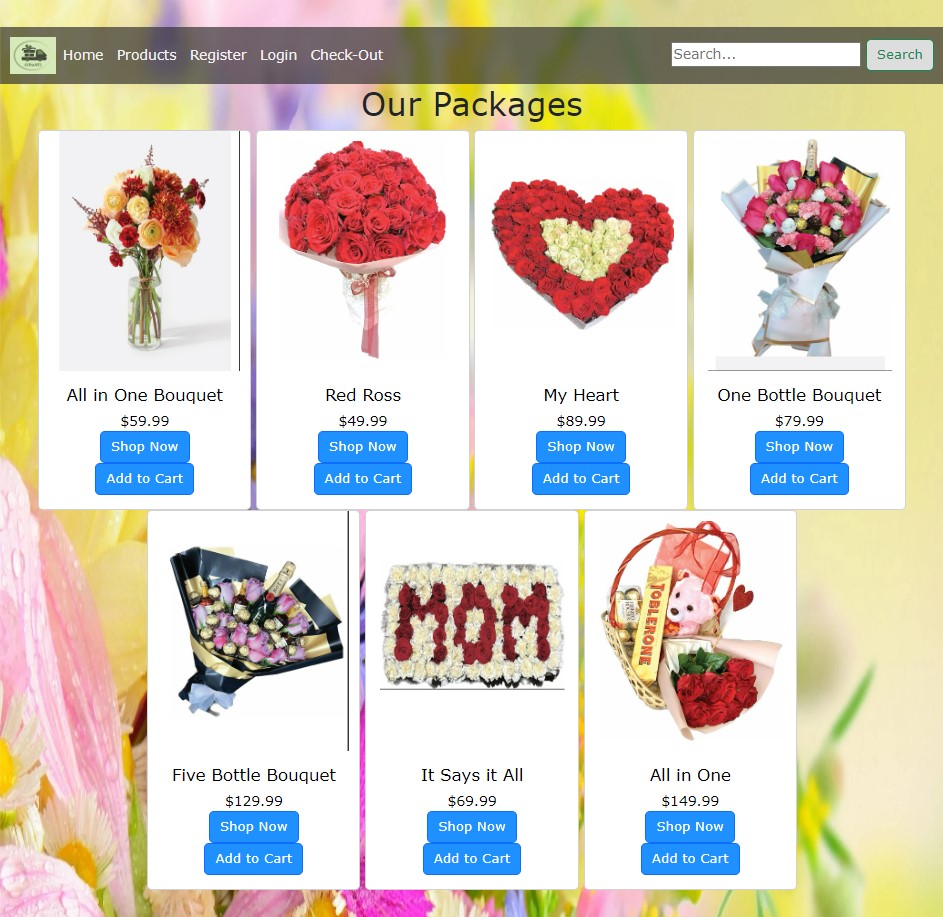 Home Products Register Login Check-Out Search... Search
Our Packages
All in One Bouquet
$59.99
Shop Now
Add to Cart
Red Ross
$49.99
Shop Now
Add to Cart
My Heart
$89.99
Shop Now
Add to Cart
One Bottle Bouquet
$79.99
Shop Now
Add to Cart
Five Bottle Bouquet
$129.99
Shop Now
Add to Cart
MOM
It Says it All
$69.99
Shop Now
Add to Cart
TOBLERONE
All in One
$149.99
Shop Now
Add to Cart